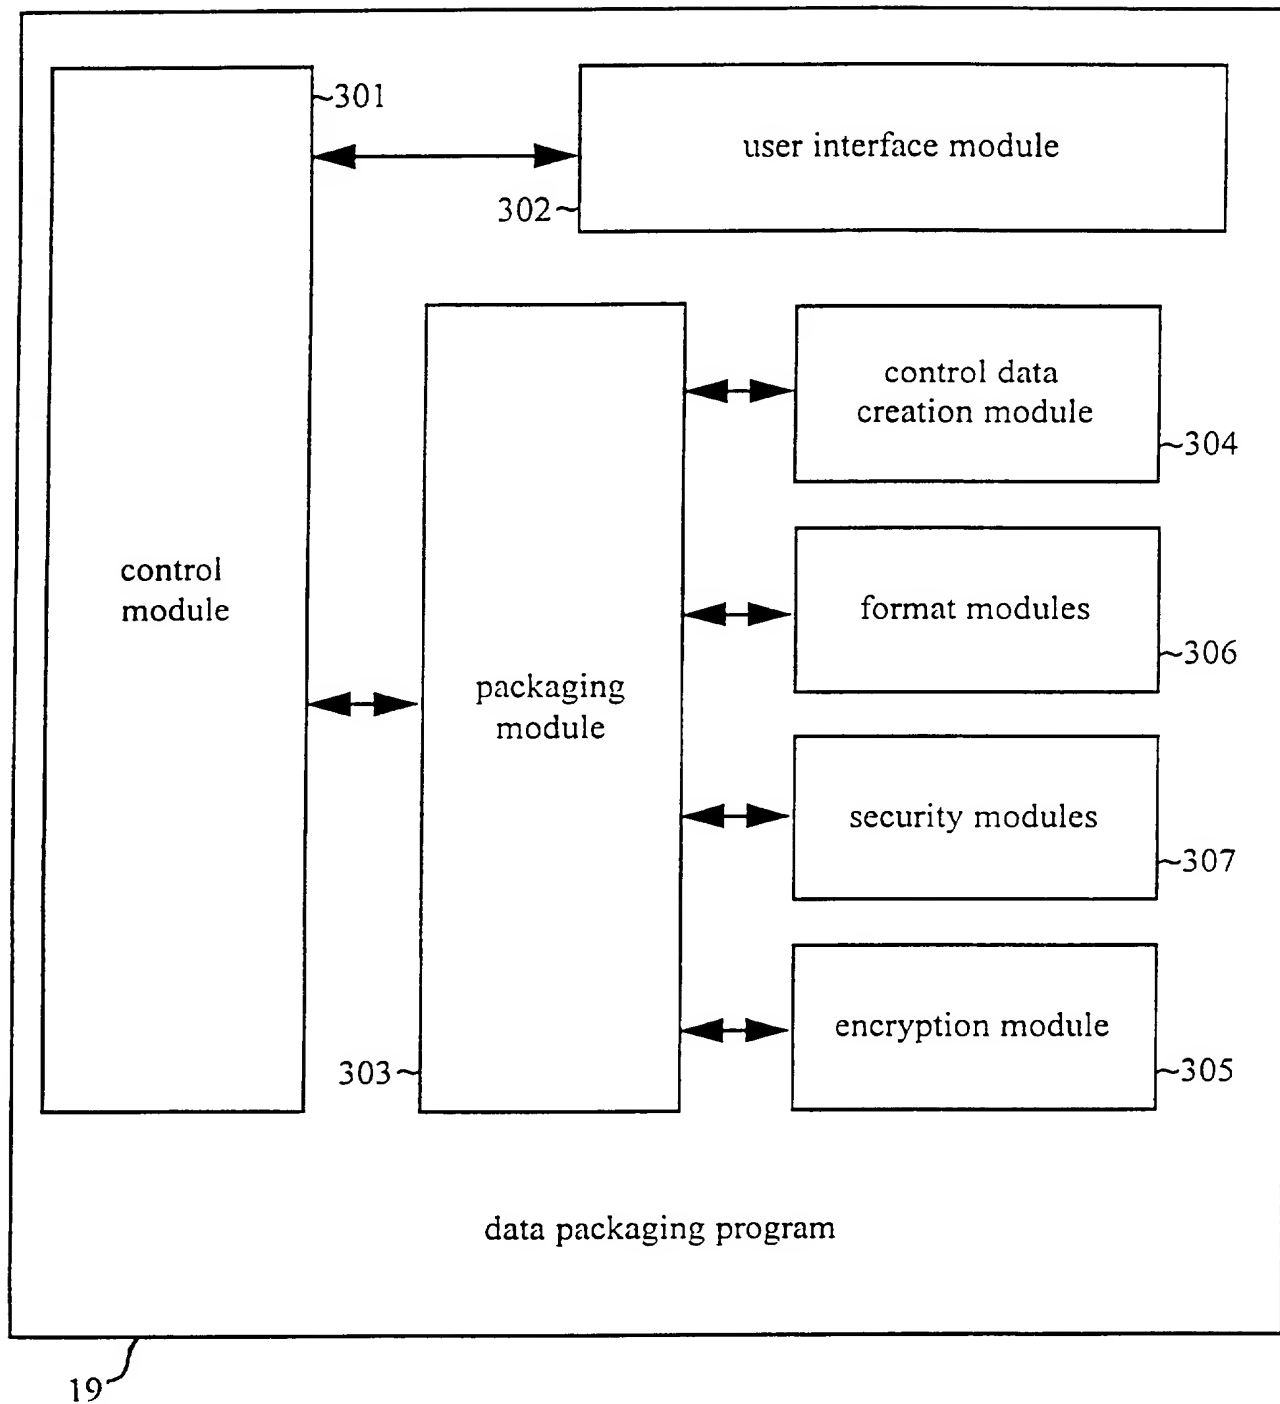 301
user interface module
302
control data
creation module
304
control
module
format modules
306
packaging
module
security modules
307
encryption module
303
305
data packaging program
19